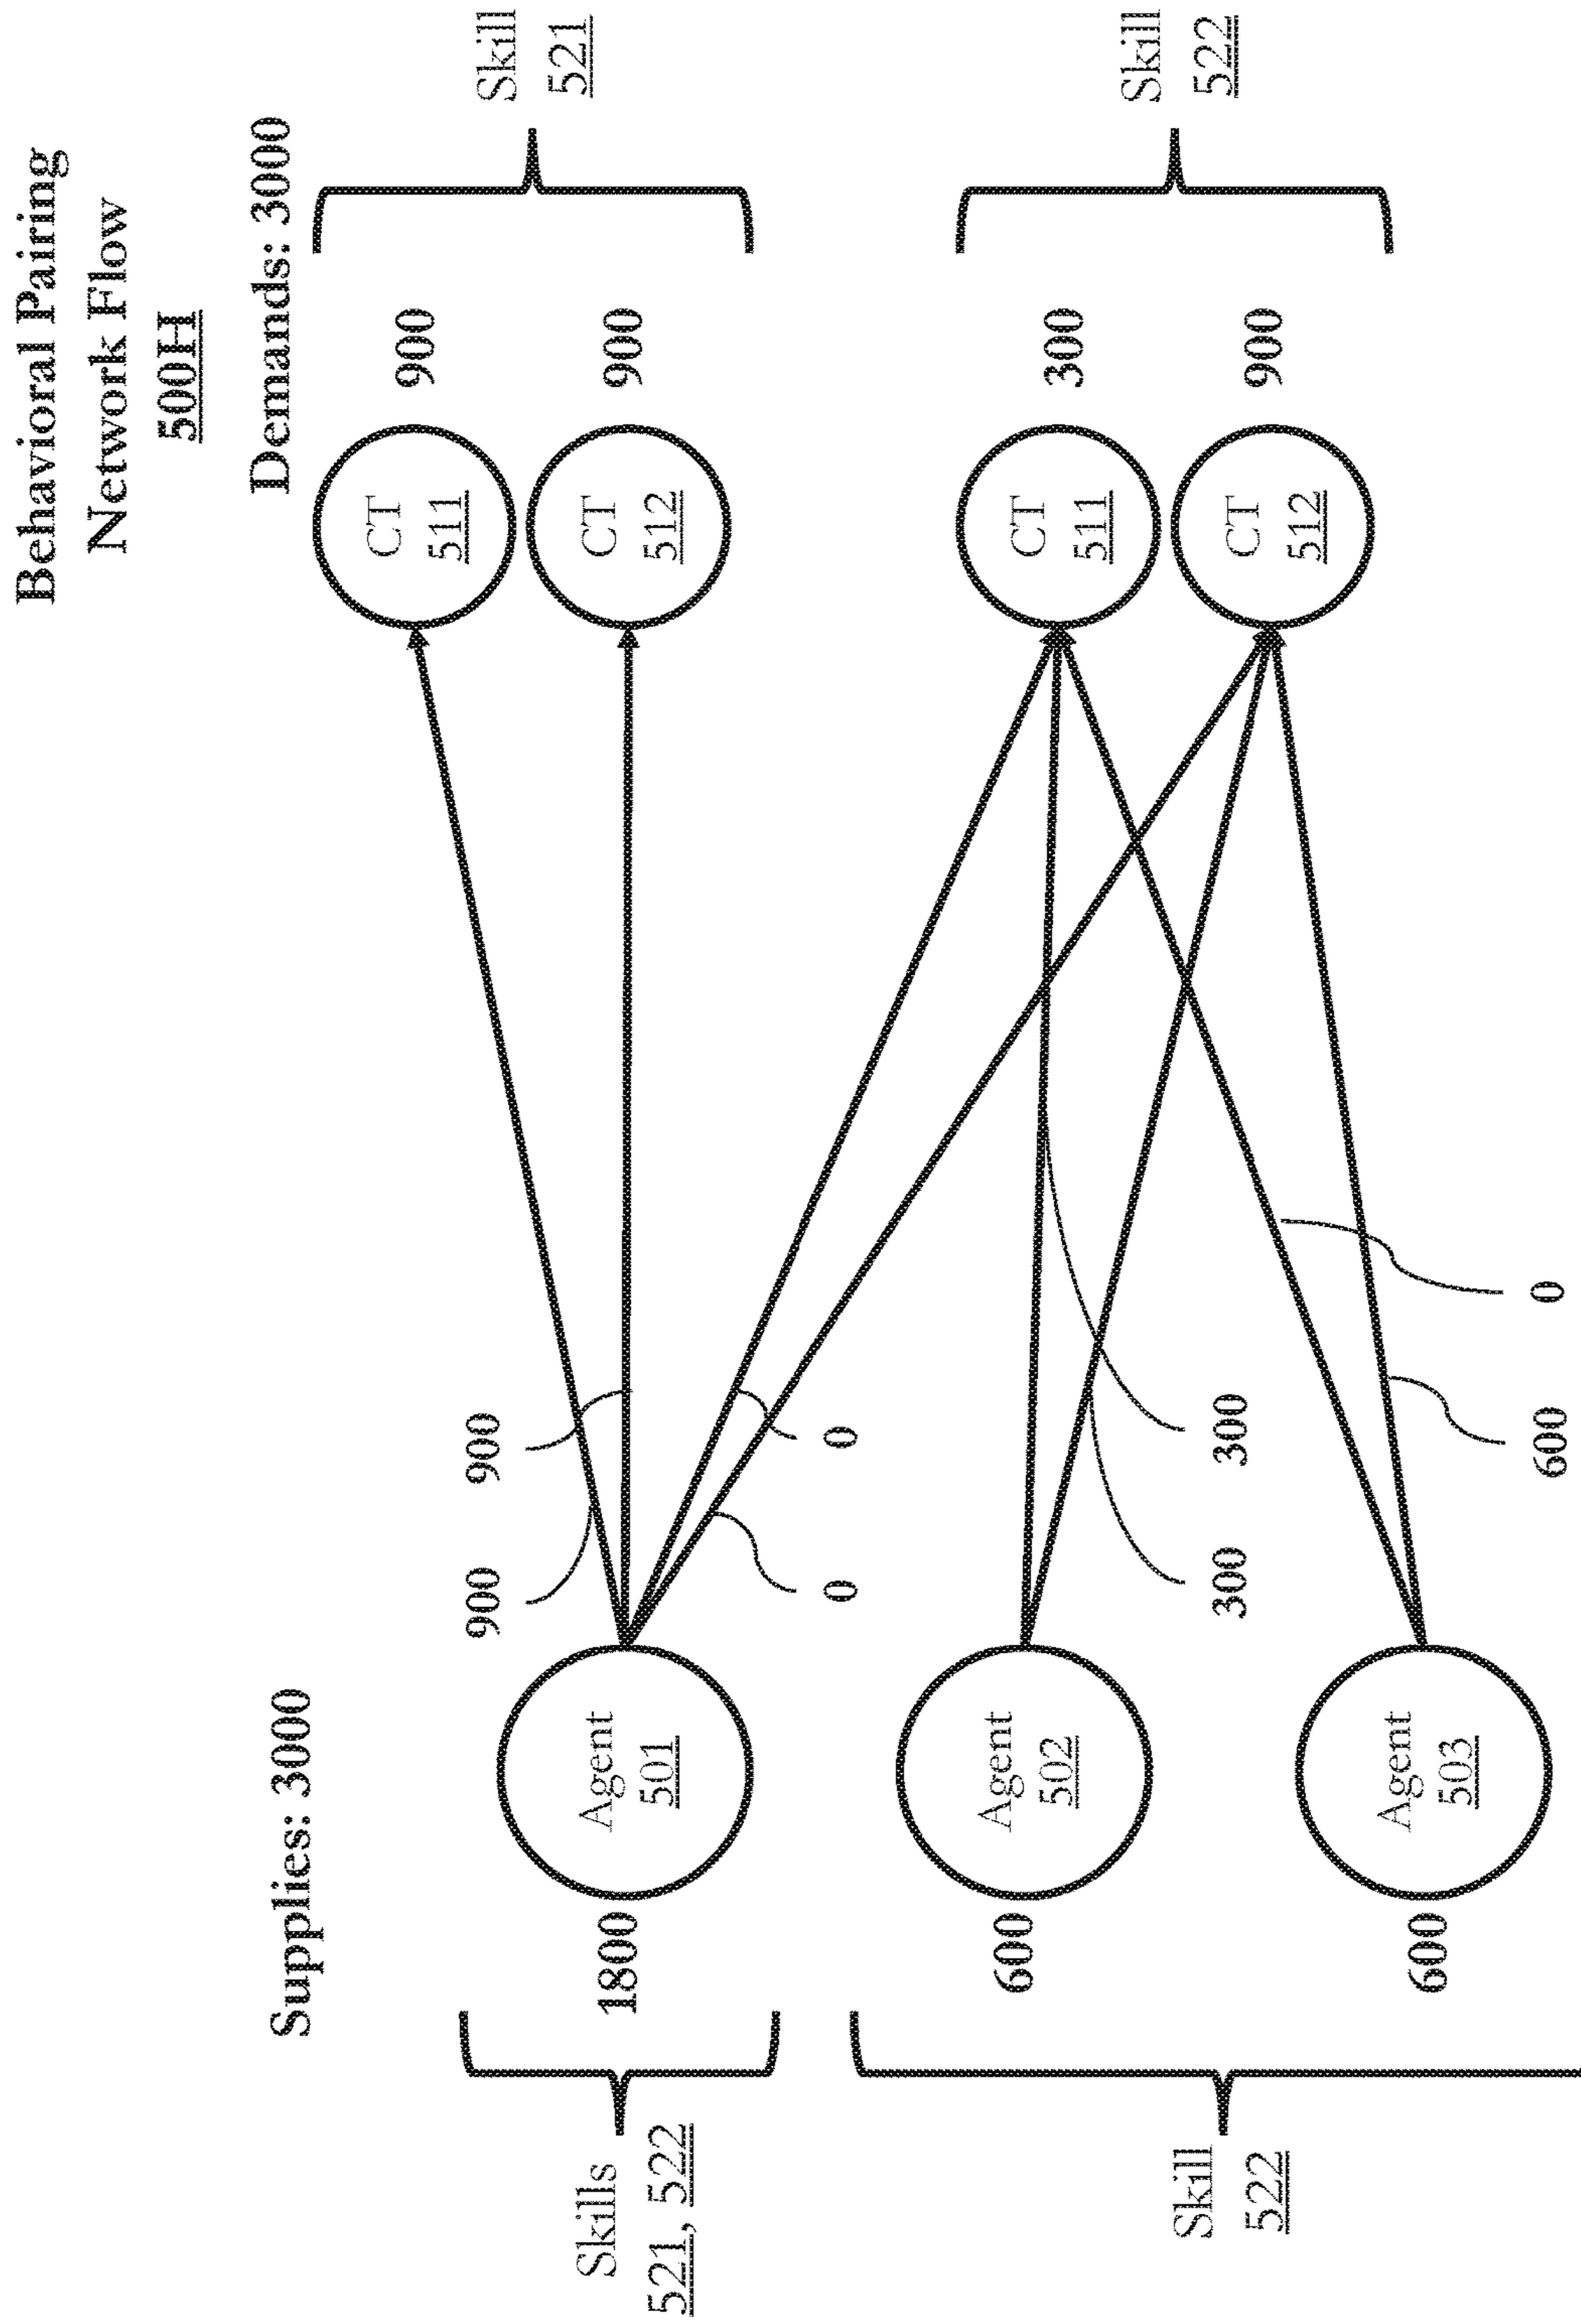 Behavioral Pairing
Network Flow
500H
Supplies: 3000
Demands: 3000
Skills
521, 522
1800
Agent
501
900
900
0
0
CT
511
900
CT
512
900
Skill
521
Skill
522
600
Agent
502
300
300
600
Agent
503
600
0
CT
511
300
CT
512
900
Skill
522